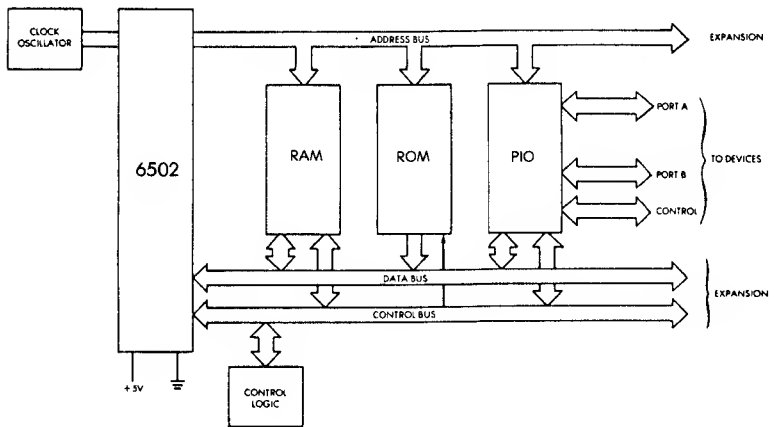 CLOCK
OSCILLATOR
ADDRESS BUS
EXPANSION
6502
RAM
ROM
PIO
PORT A
PORT B
CONTROL
TO DEVICES
DATA BUS
CONTROL BUS
EXPANSION
+5V
CONTROL
LOGIC